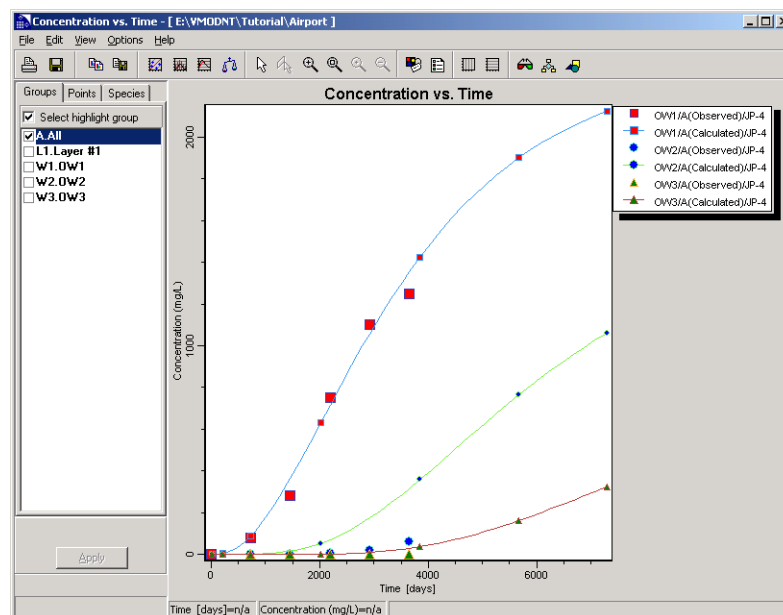 Concentration vs. Time - [ E:\VMODNT\Tutorial\Airport ]
File Edit View Options Help
Groups Points Species
Select highlight group
A.All
L1.Layer #1
W1.OW1
W2.OW2
W3.OW3
Apply
Concentration vs. Time
Concentration (mg/L)
2000
1000
0
0 2000 4000 6000
Time [days]
OW1/A(Observed)/JP-4
OW1/A(Calculated)/JP-4
OW2/A(Observed)/JP-4
OW2/A(Calculated)/JP-4
OW3/A(Observed)/JP-4
OW3/A(Calculated)/JP-4
Time [days]=n/a Concentration (mg/L)=n/a